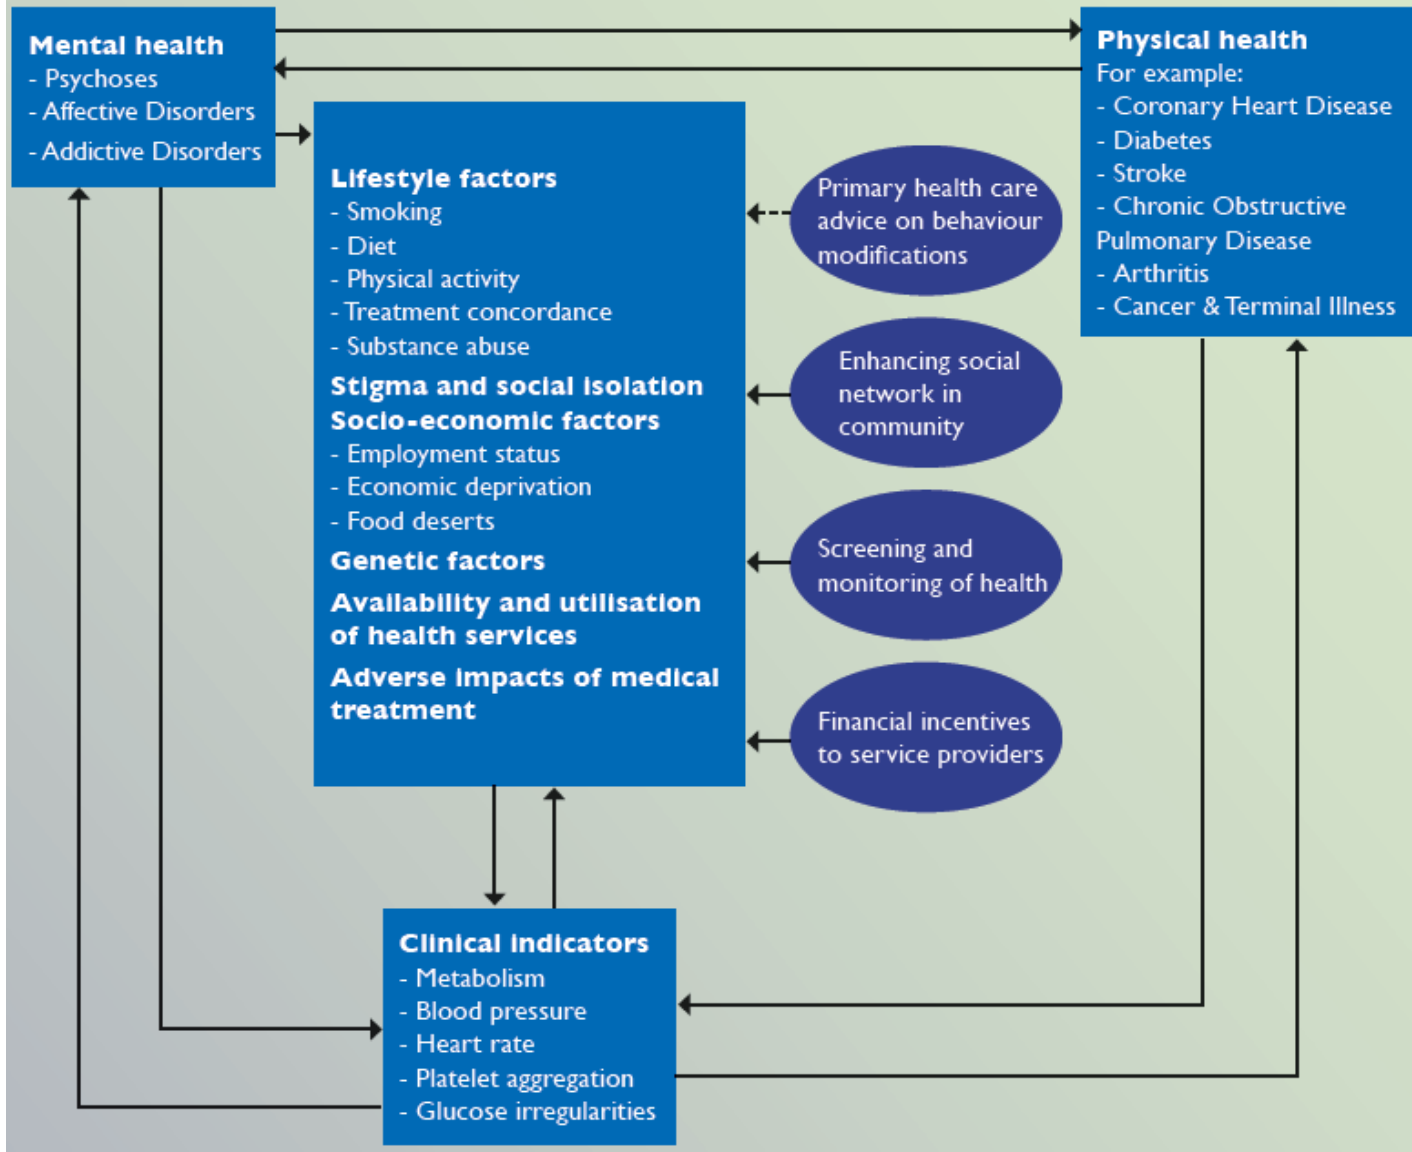 Mental health
- Psychoses
- Affective Disorders
- Addictive Disorders
Physical health
For example:
- Coronary Heart Disease
- Diabetes
- Stroke
- Chronic Obstructive
Pulmonary Disease
- Arthritis
- Cancer & Terminal Illness
Lifestyle factors
- Smoking
- Diet
- Physical activity
- Treatment concordance
- Substance abuse
Stigma and social isolation
Socio-economic factors
- Employment status
- Economic deprivation
- Food deserts
Genetic factors
Availability and utilisation
of health services
Adverse impacts of medical
treatment
Primary health care
advice on behaviour
modifications
Enhancing social
network in
community
Screening and
monitoring of health
Financial incentives
to service providers
Clinical indicators
- Metabolism
- Blood pressure
- Heart rate
- Platelet aggregation
- Glucose irregularities